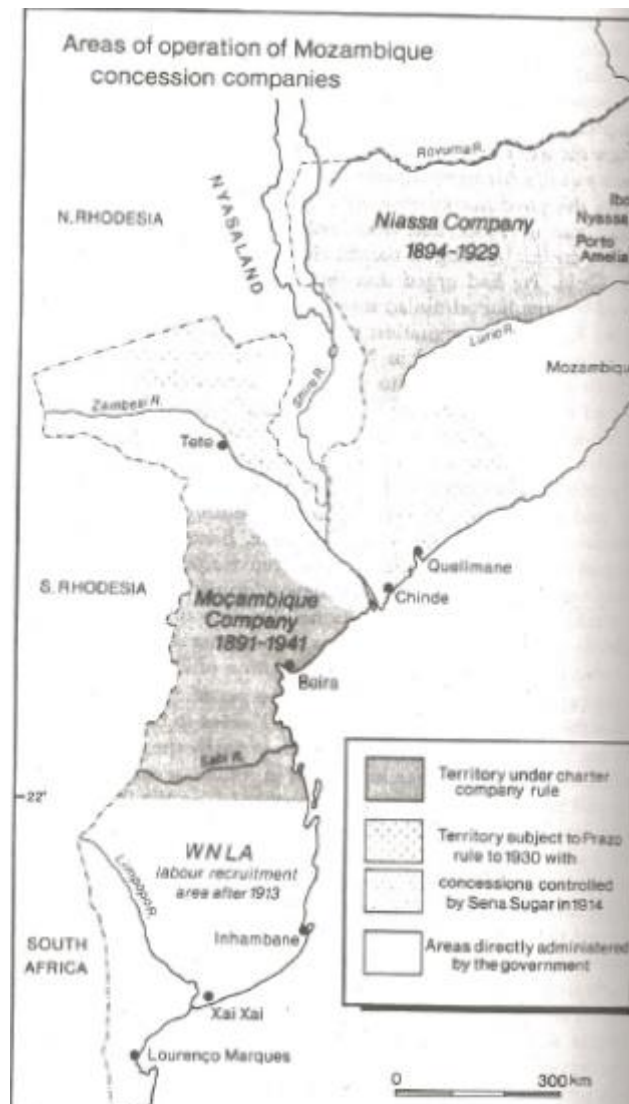 Areas of operation of Mozambique
concession companies
Rovuma R.
NYASALAND
N. RHODESIA
Niassa Company
1894–1929
Ibo
Nyassa
Porto
Amelia
Lurio R.
Mozambique
Shire R.
Zambesi R.
Tete
Quelimane
Chinde
S. RHODESIA
Moçambique
Company
1891–1941
Beira
Sabi R.
22°
WNLA
labour recruitment
area after 1913
Limpopo R.
Inhambane
SOUTH
AFRICA
Xai Xai
Lourenço Marques
Territory under charter
company rule
Territory subject to Prazo
rule to 1930 with
concessions controlled
by Sena Sugar in 1914
Areas directly administered
by the government
0 300 km